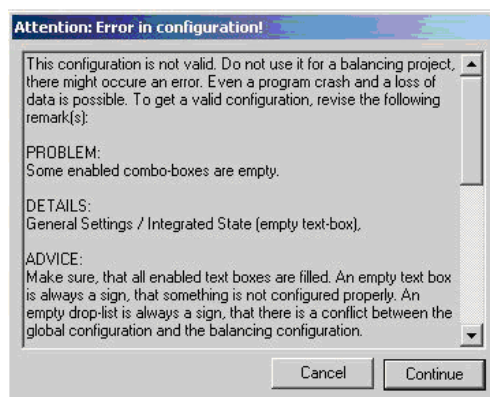 Attention: Error in configuration!
This configuration is not valid. Do not use it for a balancing project,
there might occure an error. Even a program crash and a loss of
data is possible. To get a valid configuration, revise the following
remark(s):
PROBLEM:
Some enabled combo-boxes are empty.
DETAILS:
General Settings / Integrated State (empty text-box),
ADVICE:
Make sure, that all enabled text boxes are filled. An empty text box
is always a sign, that something is not configured properly. An
empty drop-list is always a sign, that there is a conflict between the
global configuration and the balancing configuration.
Cancel
Continue